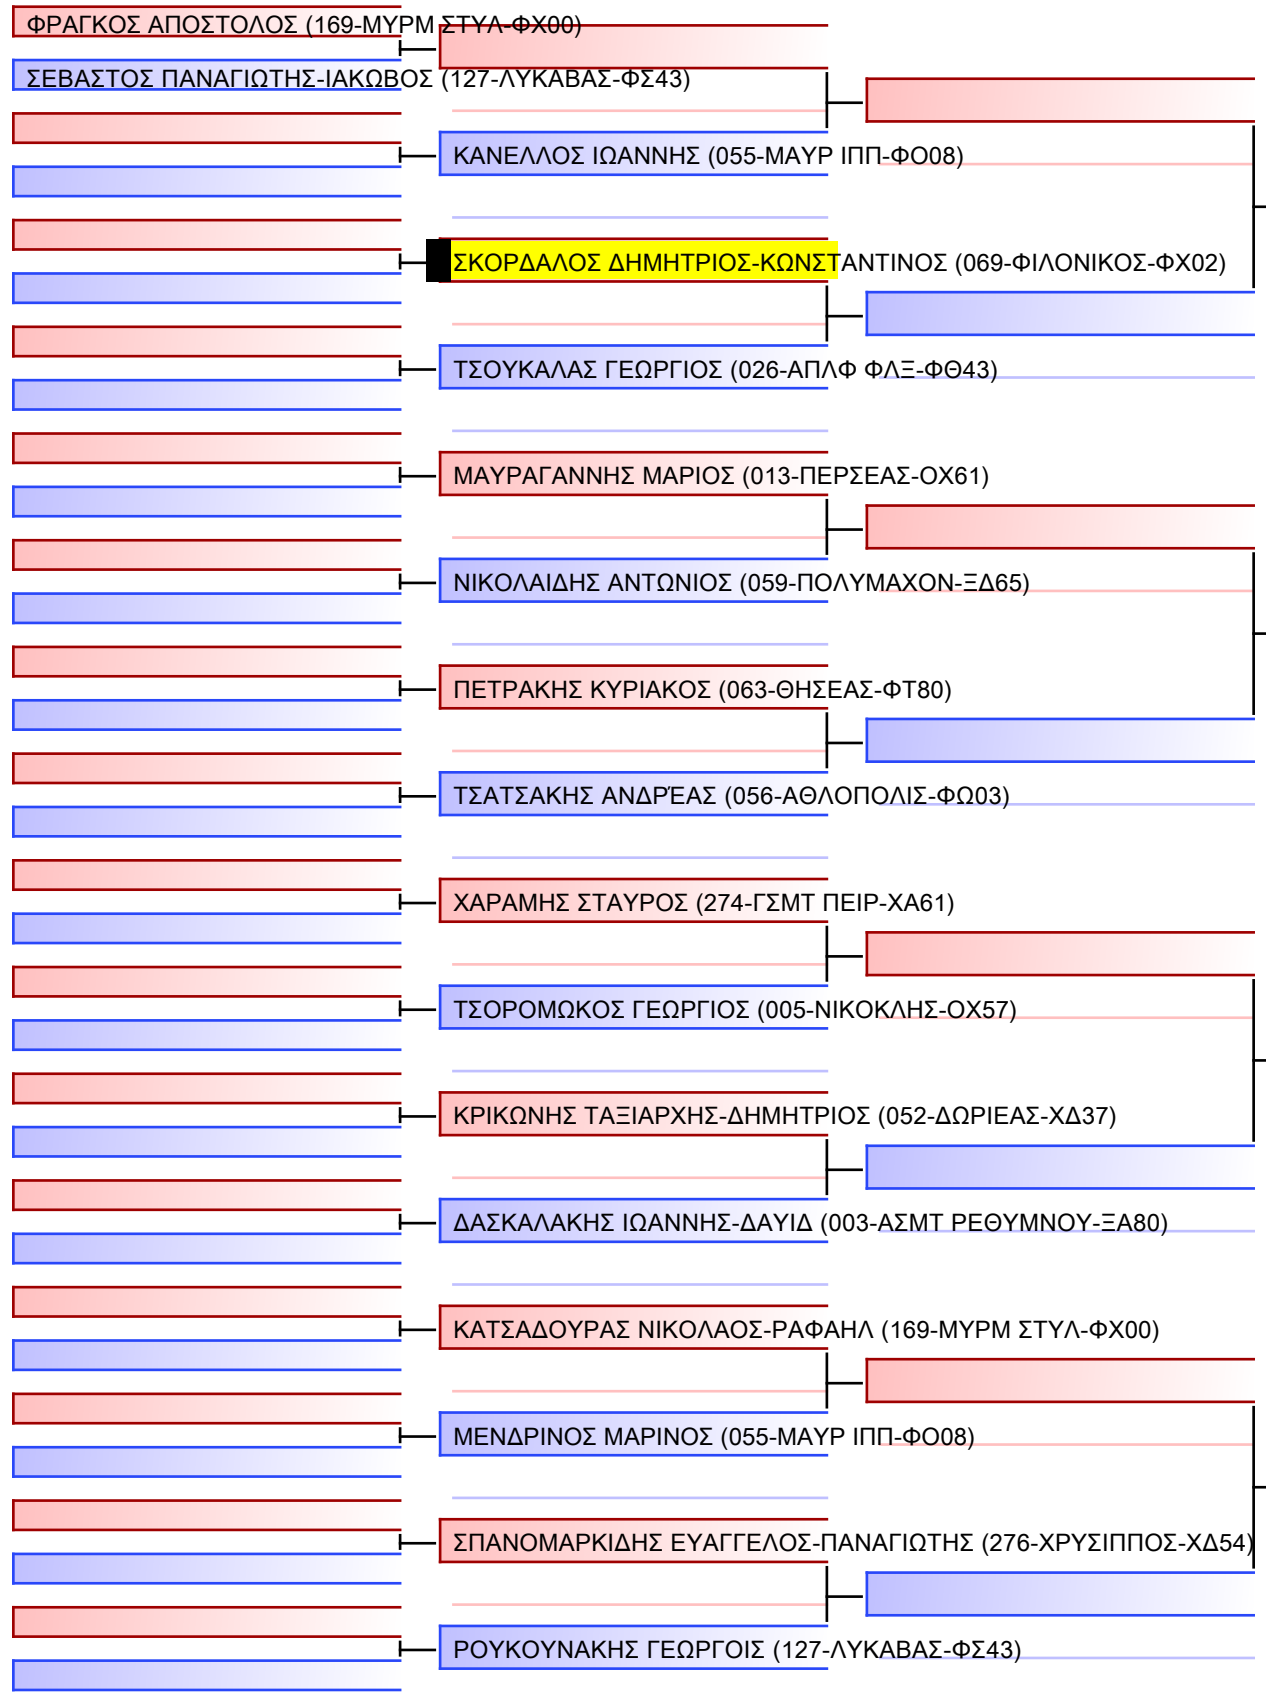 ΦΡΑΓΚΟΣ ΑΠΟΣΤΟΛΟΣ (169-ΜΥΡΜ ΣΤΥΛ-ΦΧ00)
ΣΕΒΑΣΤΟΣ ΠΑΝΑΓΙΩΤΗΣ-ΙΑΚΩΒΟΣ (127-ΛΥΚΑΒΑΣ-ΦΣ43)
ΚΑΝΕΛΛΟΣ ΙΩΑΝΝΗΣ (055-ΜΑΥΡ ΙΠΠ-ΦΟ08)
ΣΚΟΡΔΑΛΟΣ ΔΗΜΗΤΡΙΟΣ-ΚΩΝΣΤΑΝΤΙΝΟΣ (069-ΦΙΛΟΝΙΚΟΣ-ΦΧ02)
ΤΣΟΥΚΑΛΑΣ ΓΕΩΡΓΙΟΣ (026-ΑΠΛΦ ΦΛΞ-ΦΘ43)
ΜΑΥΡΑΓΑΝΝΗΣ ΜΑΡΙΟΣ (013-ΠΕΡΣΕΑΣ-ΟΧ61)
ΝΙΚΟΛΑΙΔΗΣ ΑΝΤΩΝΙΟΣ (059-ΠΟΛΥΜΑΧΟΝ-ΞΔ65)
ΠΕΤΡΑΚΗΣ ΚΥΡΙΑΚΟΣ (063-ΘΗΣΕΑΣ-ΦΤ80)
ΤΣΑΤΣΑΚΗΣ ΑΝΔΡΈΑΣ (056-ΑΘΛΟΠΟΛΙΣ-ΦΩ03)
ΧΑΡΑΜΗΣ ΣΤΑΥΡΟΣ (274-ΓΣΜΤ ΠΕΙΡ-ΧΑ61)
ΤΣΟΡΟΜΩΚΟΣ ΓΕΩΡΓΙΟΣ (005-ΝΙΚΟΚΛΗΣ-ΟΧ57)
ΚΡΙΚΩΝΗΣ ΤΑΞΙΑΡΧΗΣ-ΔΗΜΗΤΡΙΟΣ (052-ΔΩΡΙΕΑΣ-ΧΔ37)
ΔΑΣΚΑΛΑΚΗΣ ΙΩΑΝΝΗΣ-ΔΑΥΙΔ (003-ΑΣΜΤ ΡΕΘΥΜΝΟΥ-ΞΑ80)
ΚΑΤΣΑΔΟΥΡΑΣ ΝΙΚΟΛΑΟΣ-ΡΑΦΑΗΛ (169-ΜΥΡΜ ΣΤΥΛ-ΦΧ00)
ΜΕΝΔΡΙΝΟΣ ΜΑΡΙΝΟΣ (055-ΜΑΥΡ ΙΠΠ-ΦΟ08)
ΣΠΑΝΟΜΑΡΚΙΔΗΣ ΕΥΑΓΓΕΛΟΣ-ΠΑΝΑΓΙΩΤΗΣ (276-ΧΡΥΣΙΠΠΟΣ-ΧΔ54)
ΡΟΥΚΟΥΝΑΚΗΣ ΓΕΩΡΓΟΙΣ (127-ΛΥΚΑΒΑΣ-ΦΣ43)